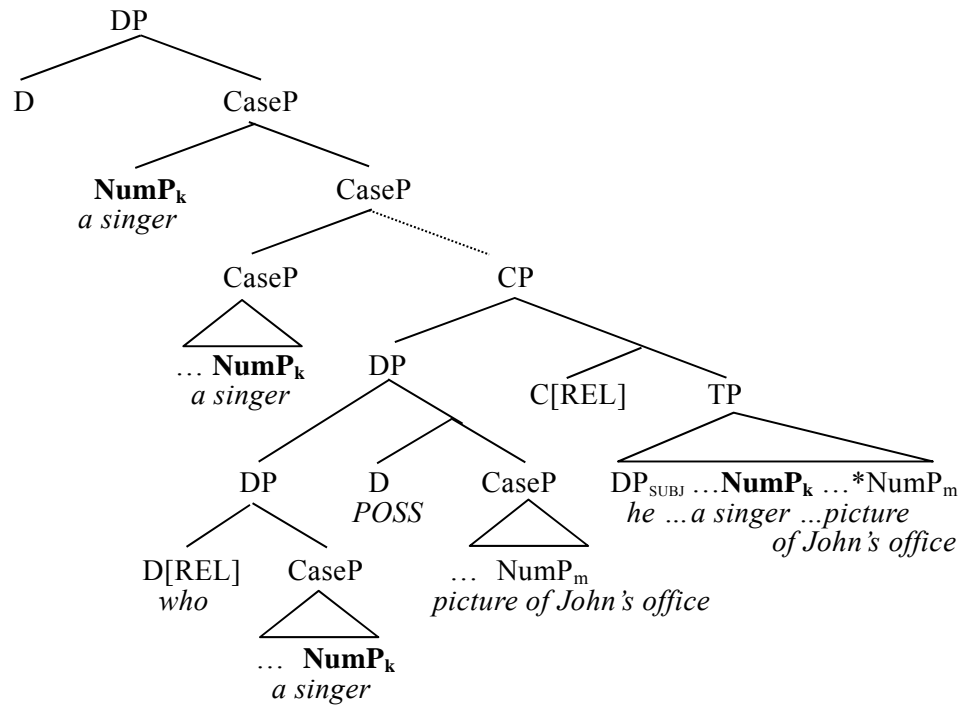 DP
D CaseP
NumPk CaseP
a singer
CaseP CP
… NumPk DP C[REL] TP
a singer
DP D CaseP DPSUBJ …NumPk …*NumPm
POSS he …a singer …picture
of John’s office
D[REL] CaseP … NumPm
who picture of John’s office
… NumPk
a singer